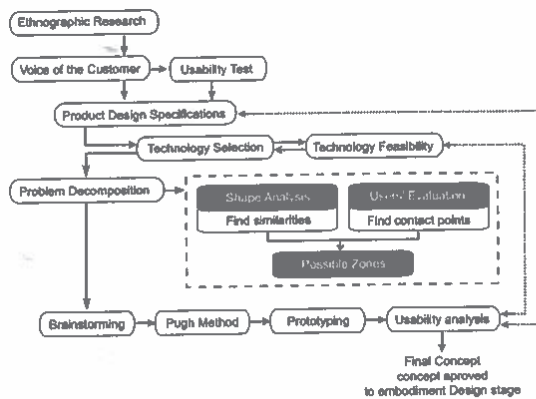 Ethnographic Research
Voice of the Customer
Usability Test
Product Design Specifications
Technology Selection
Technology Feasibility
Problem Decomposition
Shape Analysis
Users' Evaluation
Find similarities
Find contact points
Possible Zones
Brainstorming
Pugh Method
Prototyping
Usability analysis
Final Concept
concept aproved
to embodiment Design stage